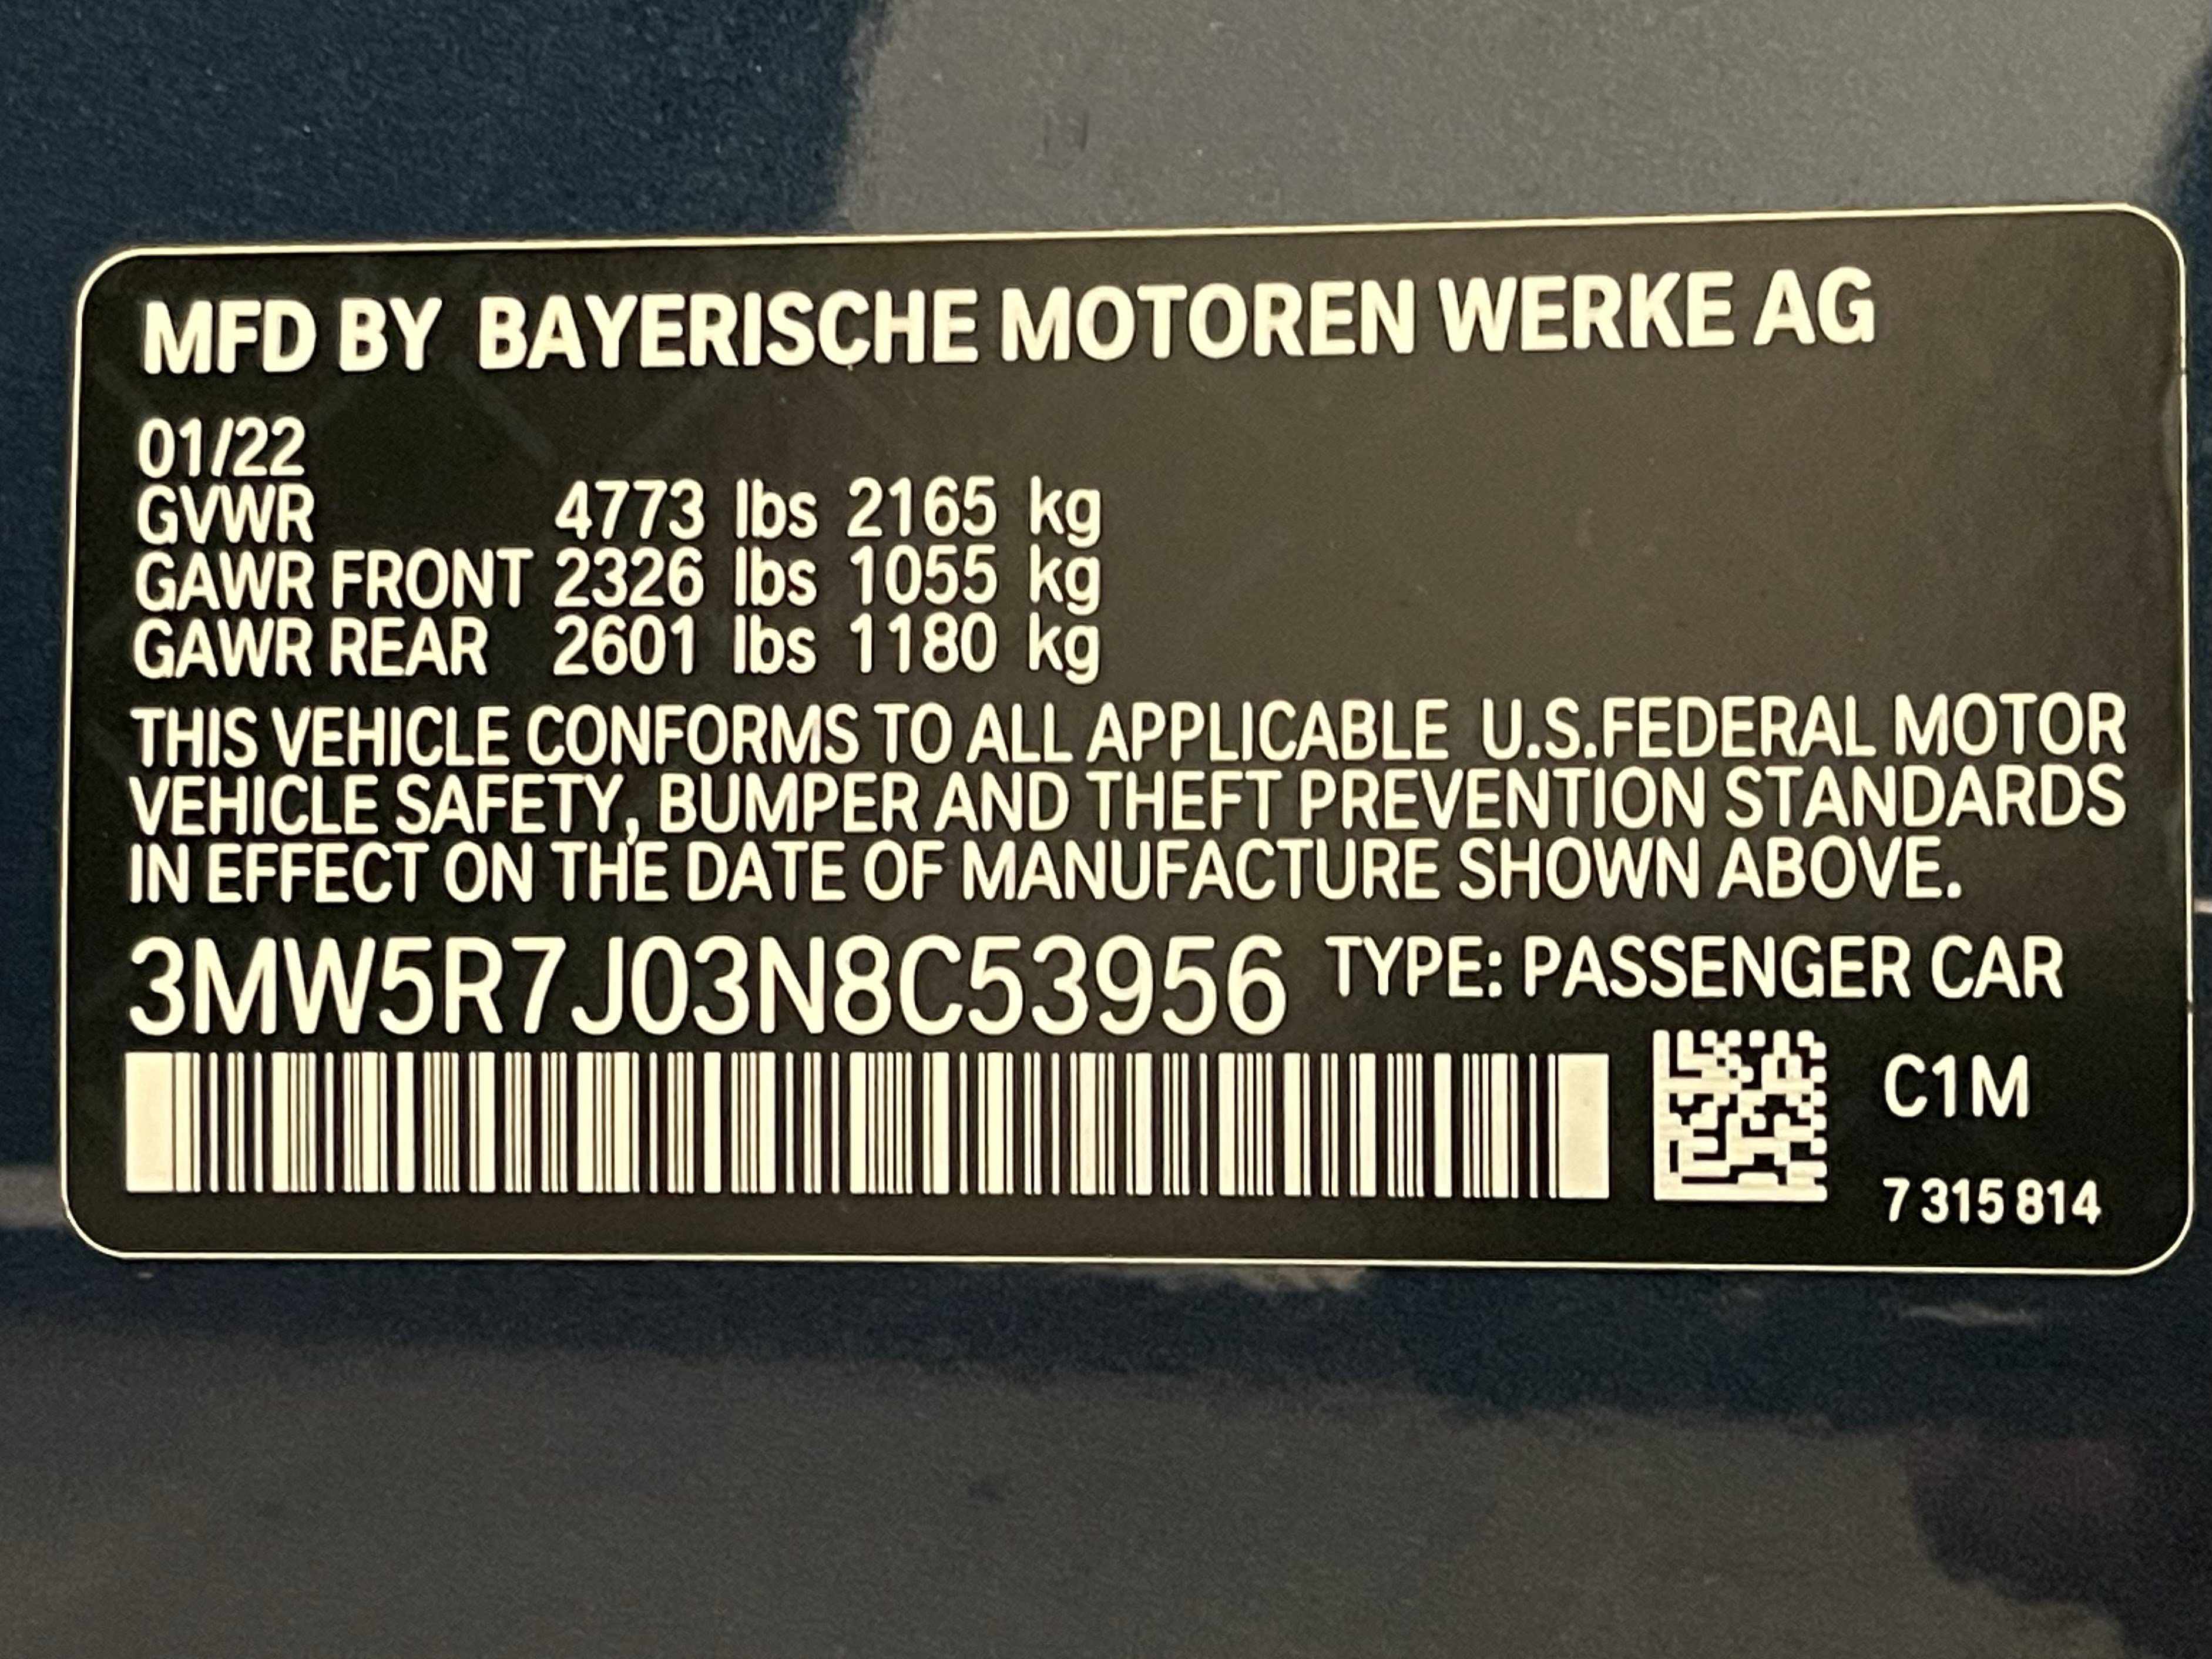 MFD BY BAYERISCHE MOTOREN WERKE AG
01/22
GVWR 4773 lbs 2165 kg
GAWR FRONT 2326 lbs 1055 kg
GAWR REAR 2601 lbs 1180 kg
THIS VEHICLE CONFORMS TO ALL APPLICABLE U.S.FEDERAL MOTOR
VEHICLE SAFETY, BUMPER AND THEFT PREVENTION STANDARDS
IN EFFECT ON THE DATE OF MANUFACTURE SHOWN ABOVE.
3MW5R7J03N8C53956 TYPE: PASSENGER CAR
C1M
7 315 814